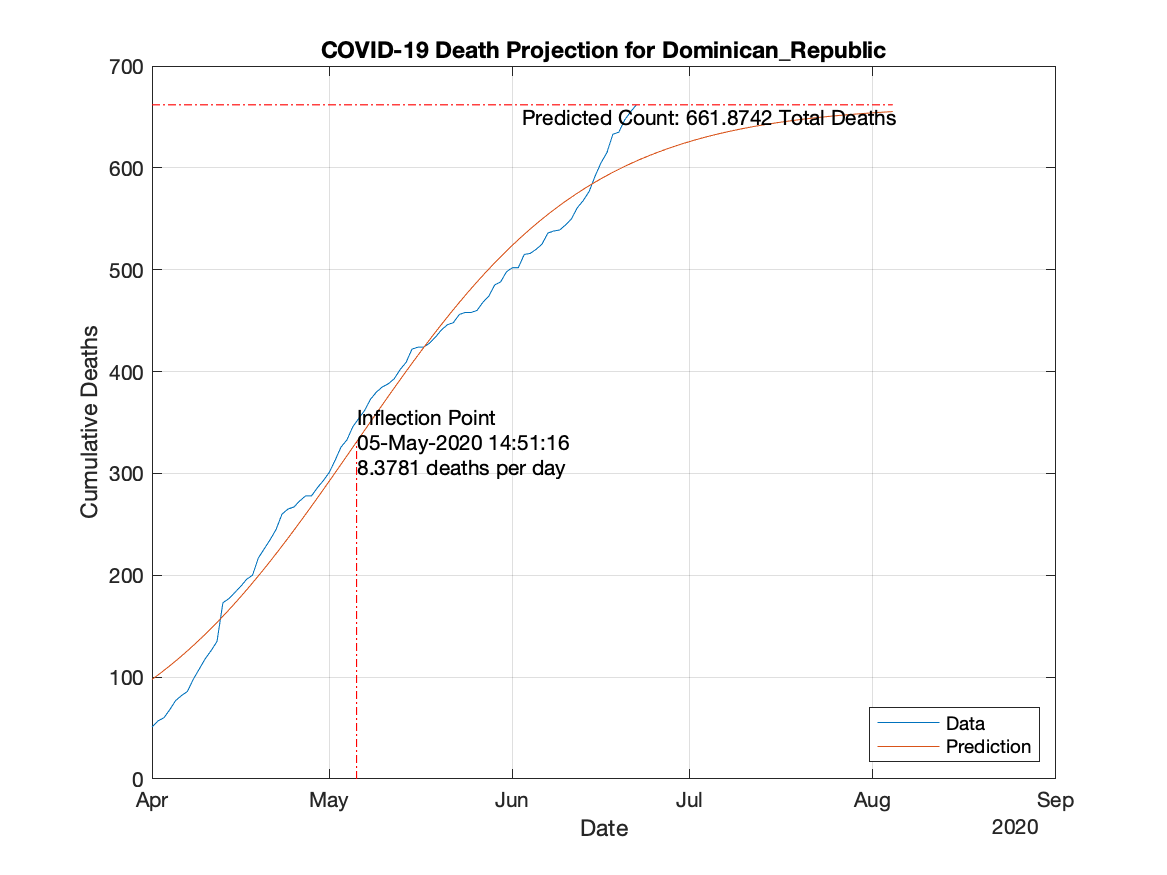 COVID-19 Death Projection for Dominican_Republic
700
600
500
400
300
200
100
0
Cumulative Deaths
Predicted Count: 661.8742 Total Deaths
Inflection Point
05-May-2020 14:51:16
8.3781 deaths per day
Data
Prediction
Apr
May
Jun
Jul
Aug
Sep
Date
2020